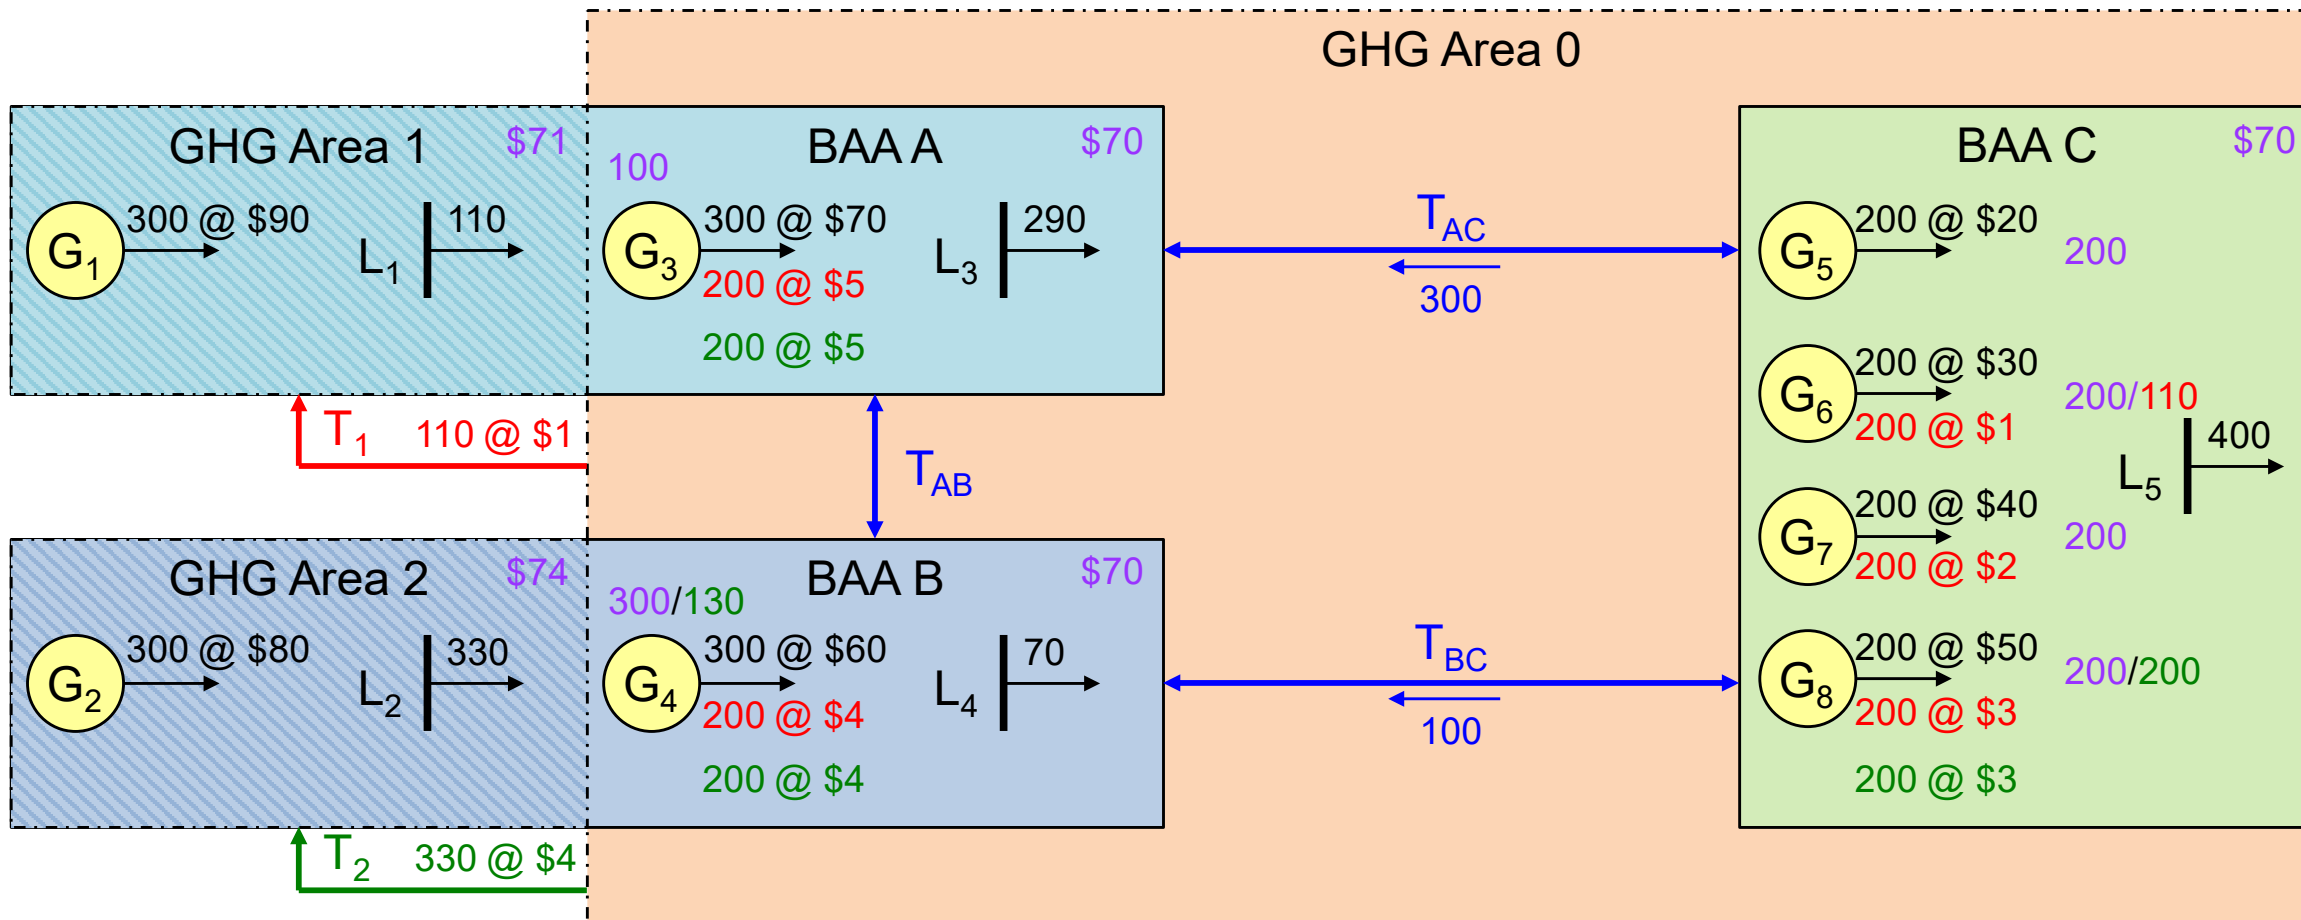 GHG Area 0
GHG Area 1 $71
G1 300 @ $90
L1 110
BAA A $70
100
G3 300 @ $70
200 @ $5
200 @ $5
L3 290
TAC
300
BAA C $70
G5 200 @ $20 200
G6 200 @ $30 200/110
200 @ $1
G7 200 @ $40 200
200 @ $2
G8 200 @ $50 200/200
200 @ $3
200 @ $3
L5 400
T1 110 @ $1
TAB
GHG Area 2 $74
G2 300 @ $80
L2 330
BAA B $70
300/130
G4 300 @ $60
200 @ $4
200 @ $4
L4 70
TBC
100
T2 330 @ $4